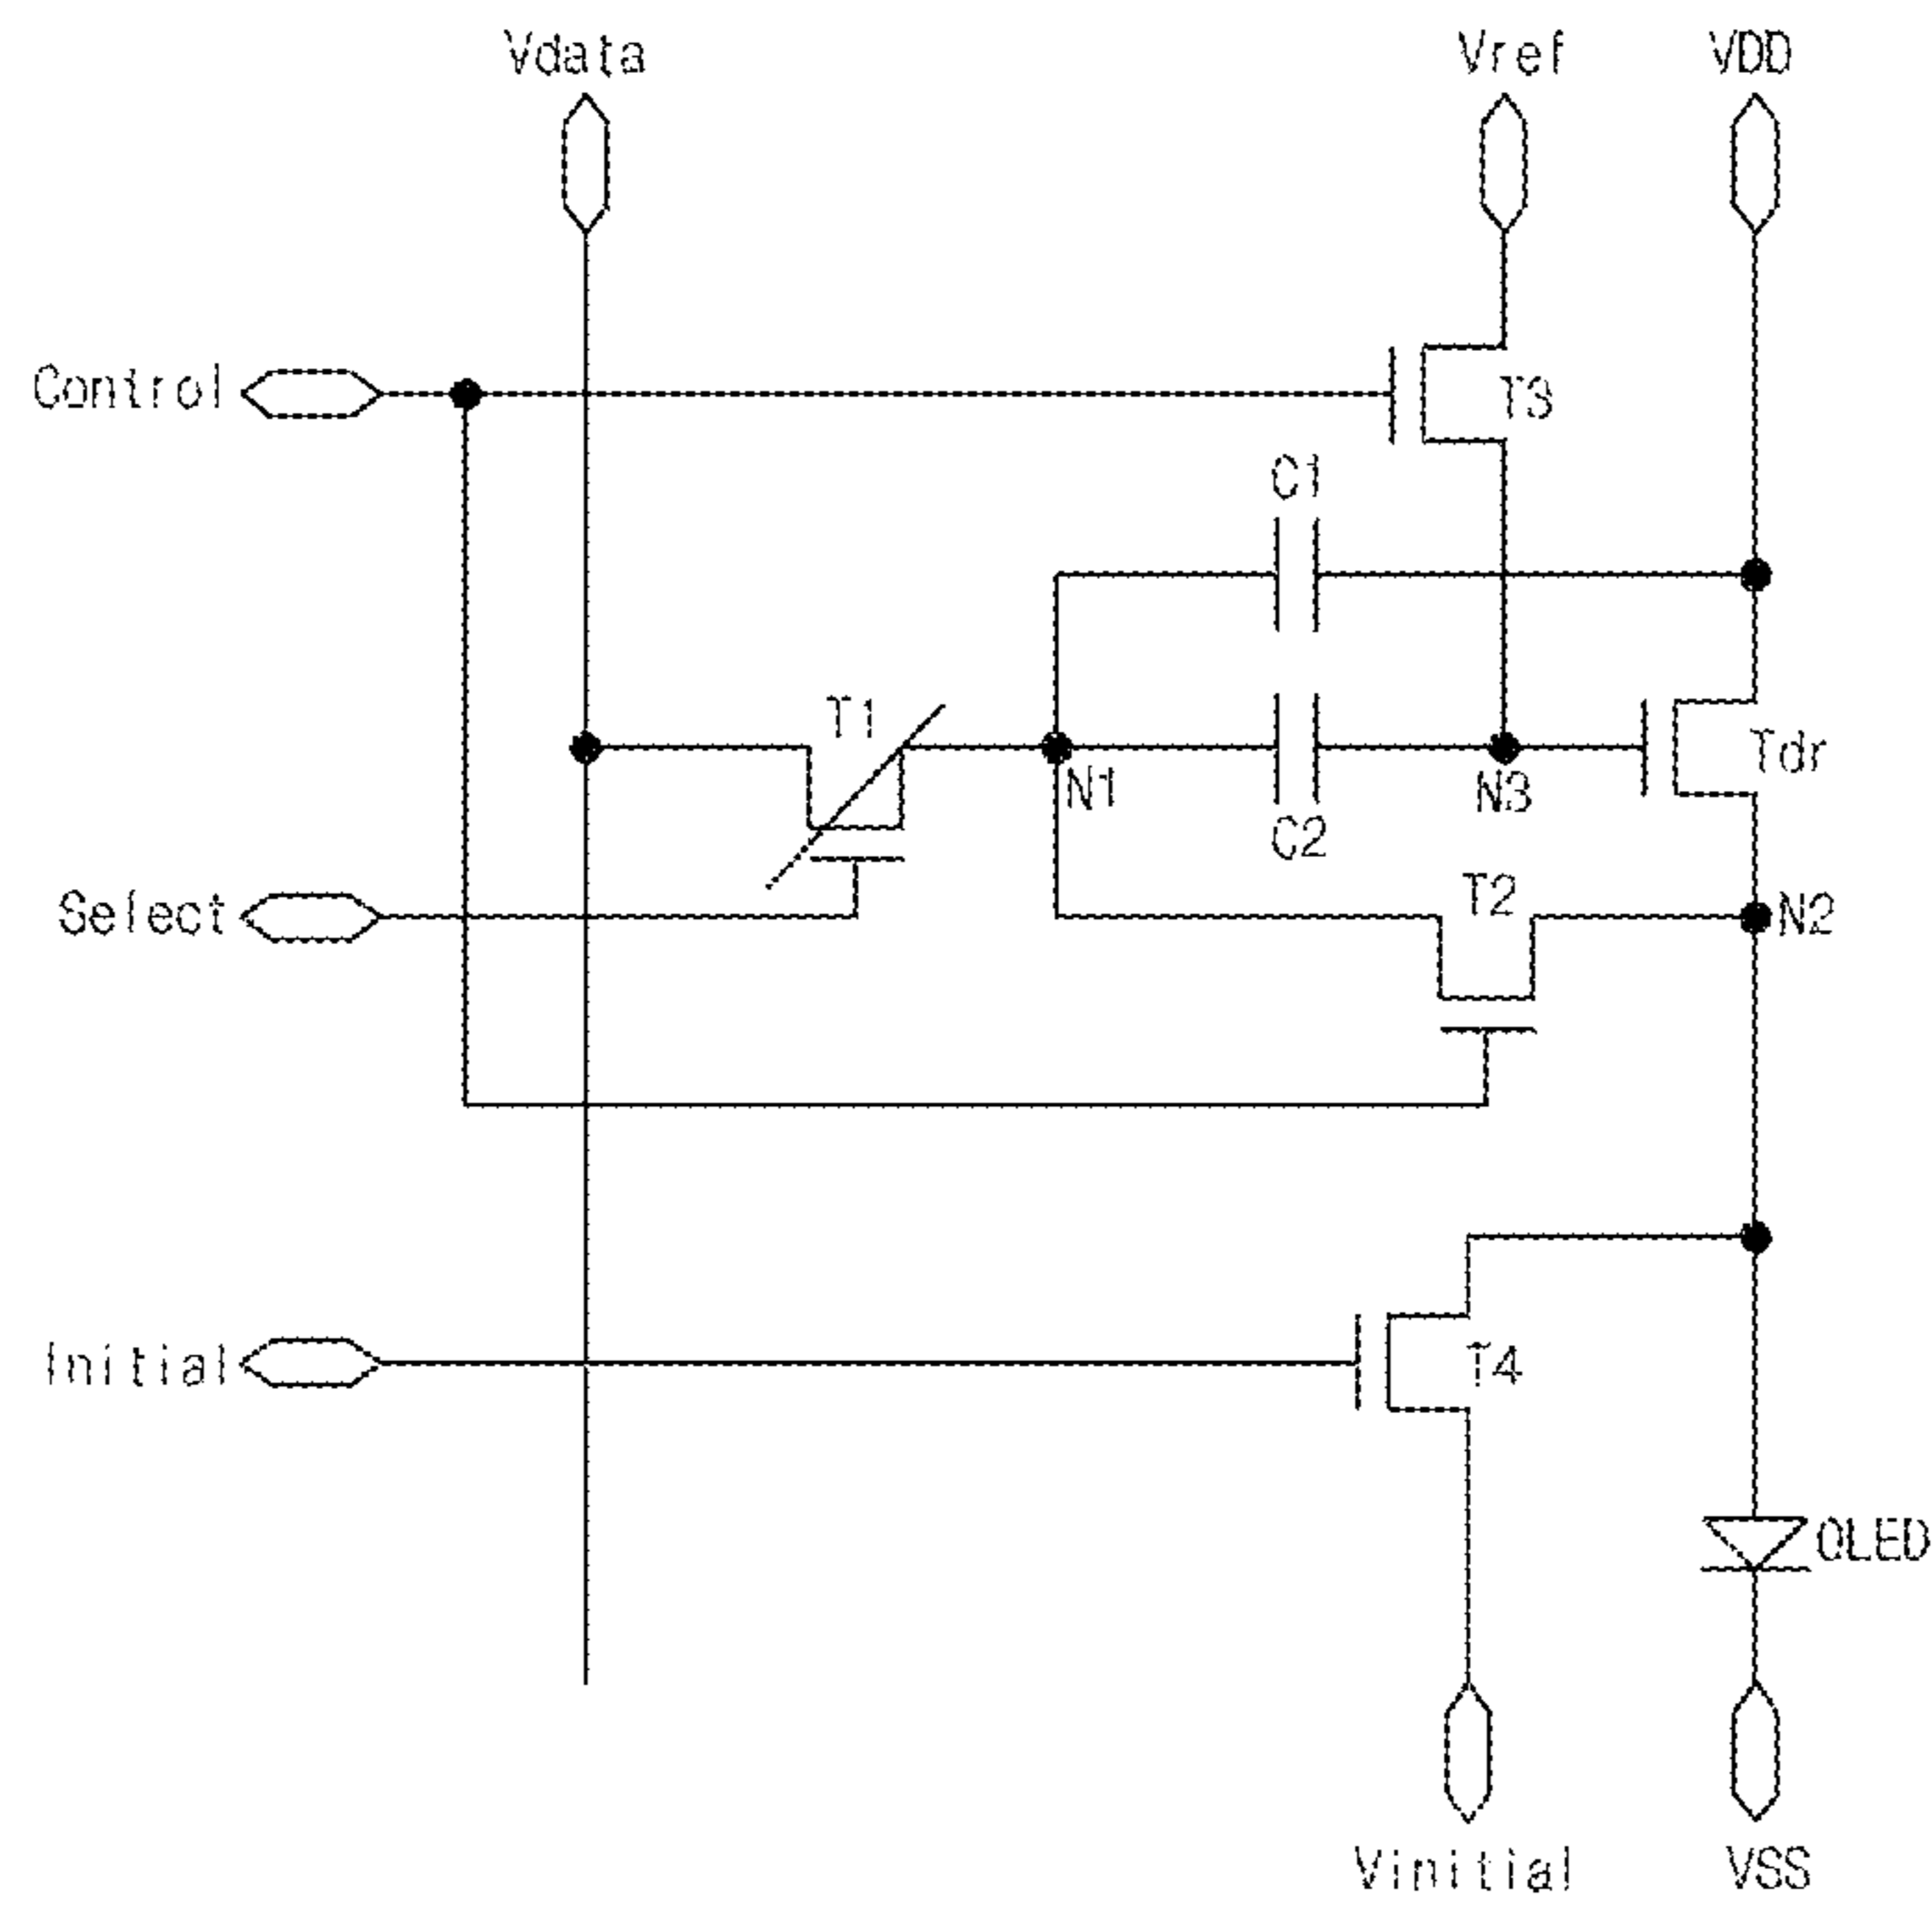 Vdata
Vref
VDD
Control
T3
C1
T1
N1
N3
Tdr
C2
Select
T2
N2
Initial
T4
OLED
Vinitial
VSS